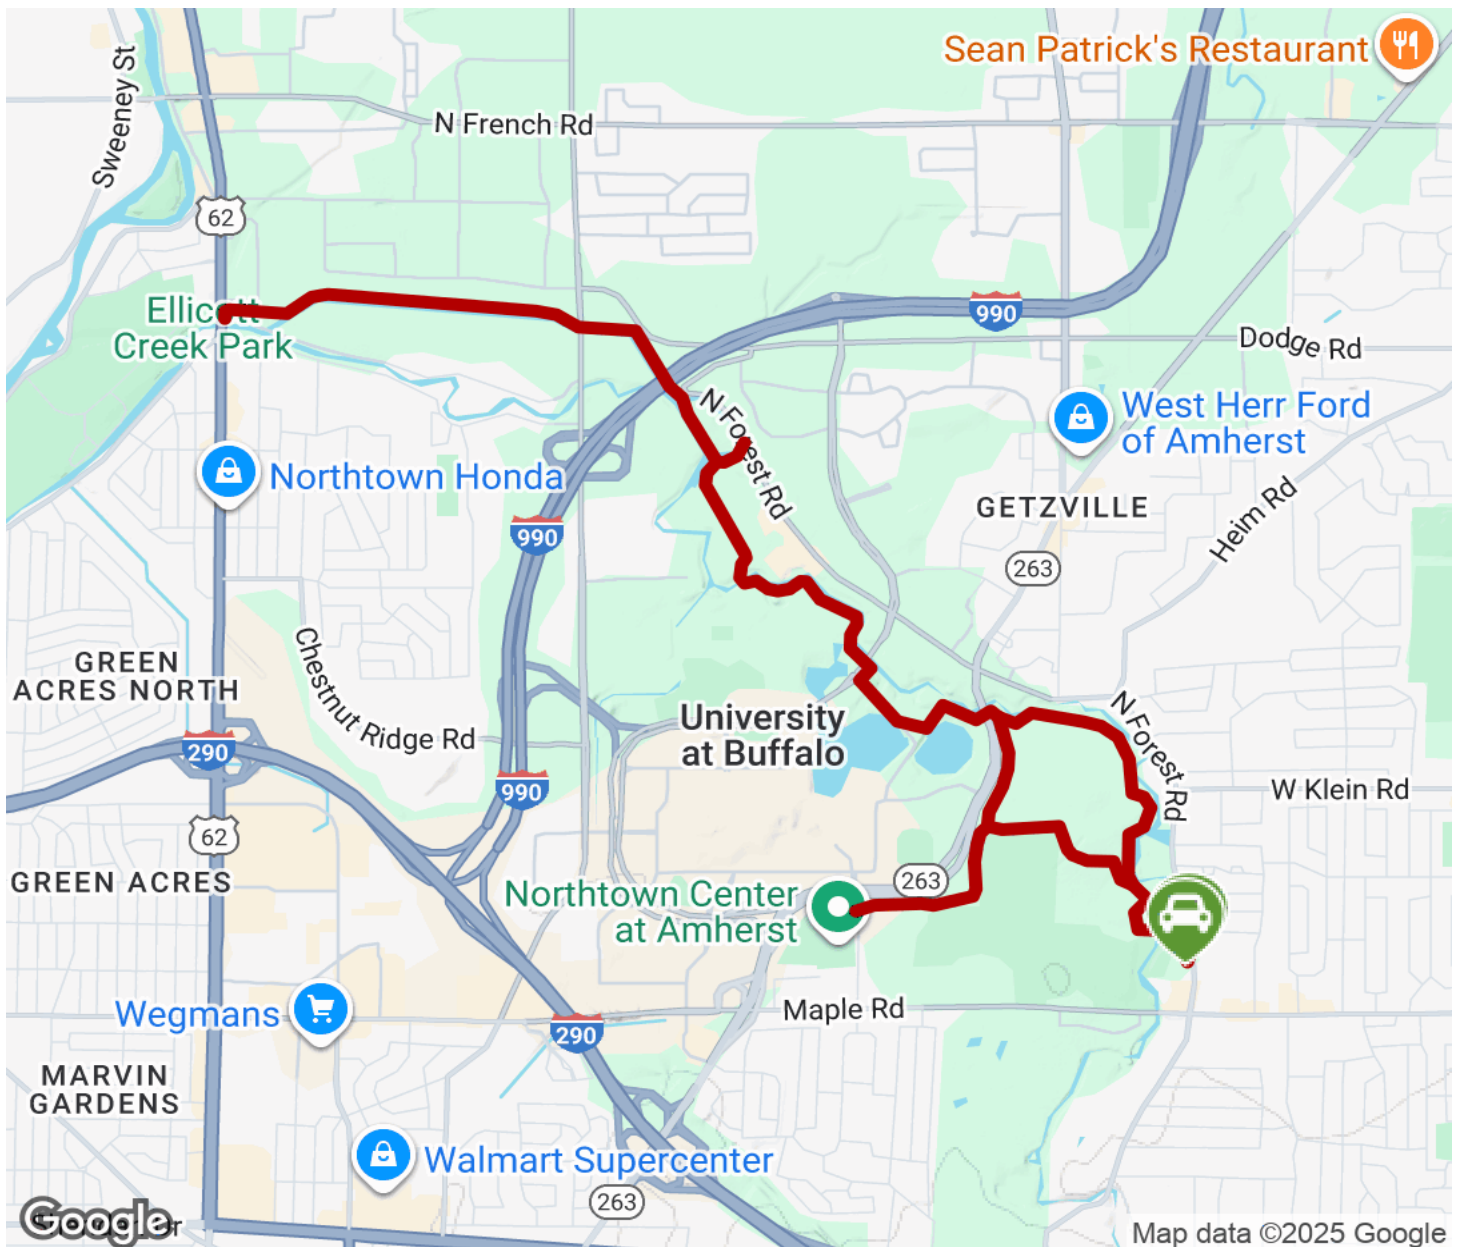 Sean Patrick's Restaurant
Sweeney St
N French Rd
62
Ellicott
Creek Park
990
Dodge Rd
N Forest Rd
West Herr Ford
of Amherst
Northtown Honda
GETZVILLE
Heim Rd
990
263
Chestnut Ridge Rd
GREEN
ACRES NORTH
University
at Buffalo
N Forest Rd
290
990
W Klein Rd
62
GREEN ACRES
Northtown Center
at Amherst
263
Wegmans
Maple Rd
290
MARVIN
GARDENS
Walmart Supercenter
263
Google
Map data ©2025 Google